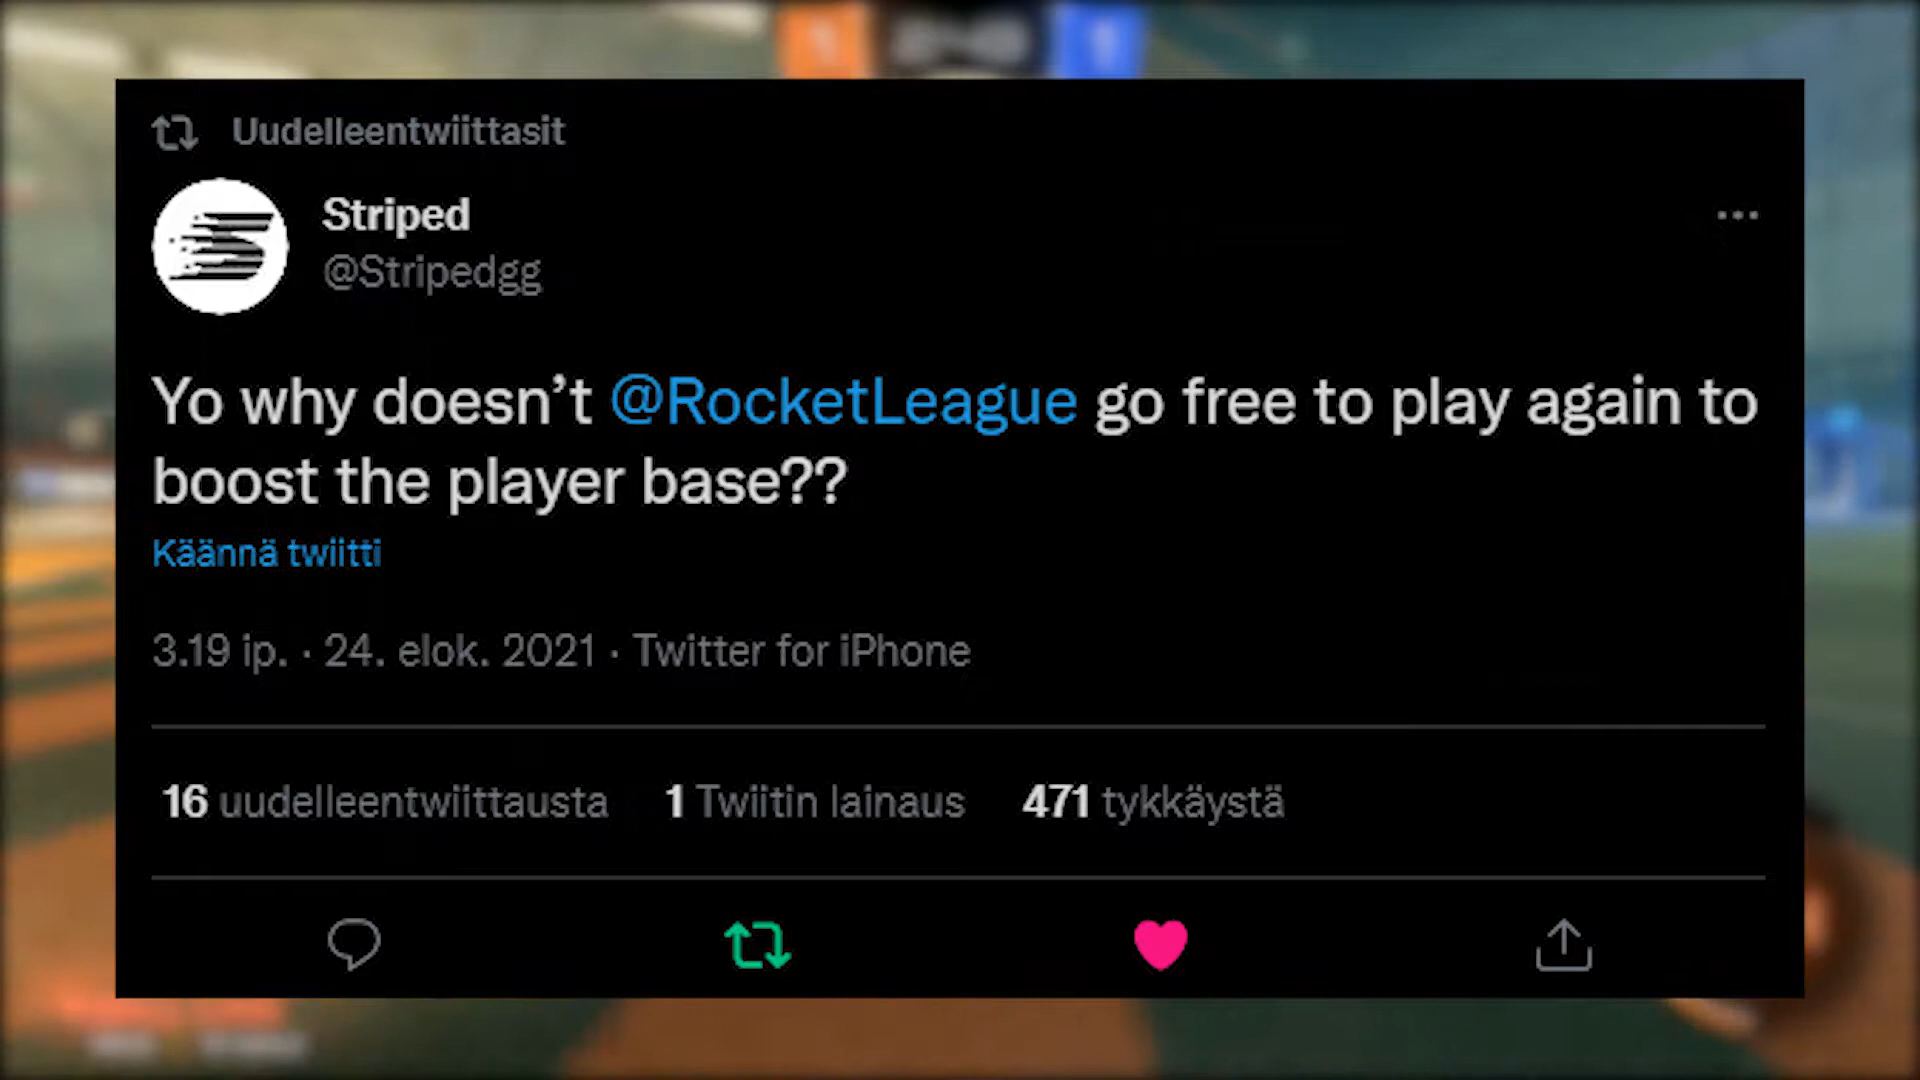 Uudelleentwiittasit
Striped
@Stripedgg
Yo why doesn’t @RocketLeague go free to play again to
boost the player base??
Käännä twiitti
3.19 ip. · 24. elok. 2021 · Twitter for iPhone
16 uudelleentwiittausta 1 Twiitin lainaus 471 tykkäystä